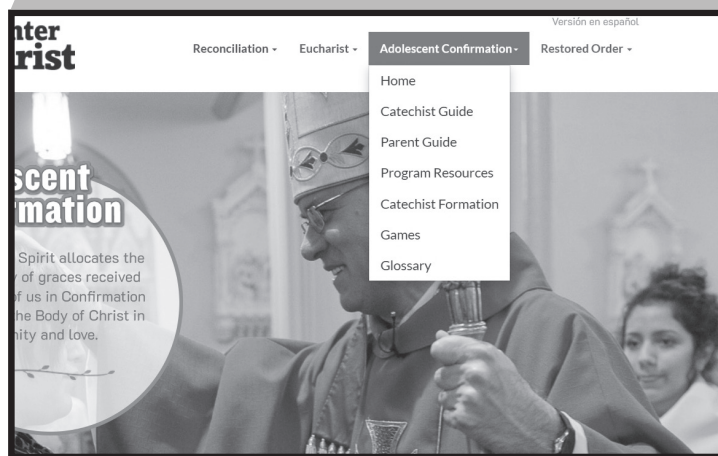 Versión en español
nter
rist
Reconciliation Eucharist Adolescent Confirmation Restored Order
Home
Catechist Guide
Parent Guide
Program Resources
Catechist Formation
Games
Glossary
scent
mation
Spirit allocates the
of graces received
of us in Confirmation
he Body of Christ in
nity and love.